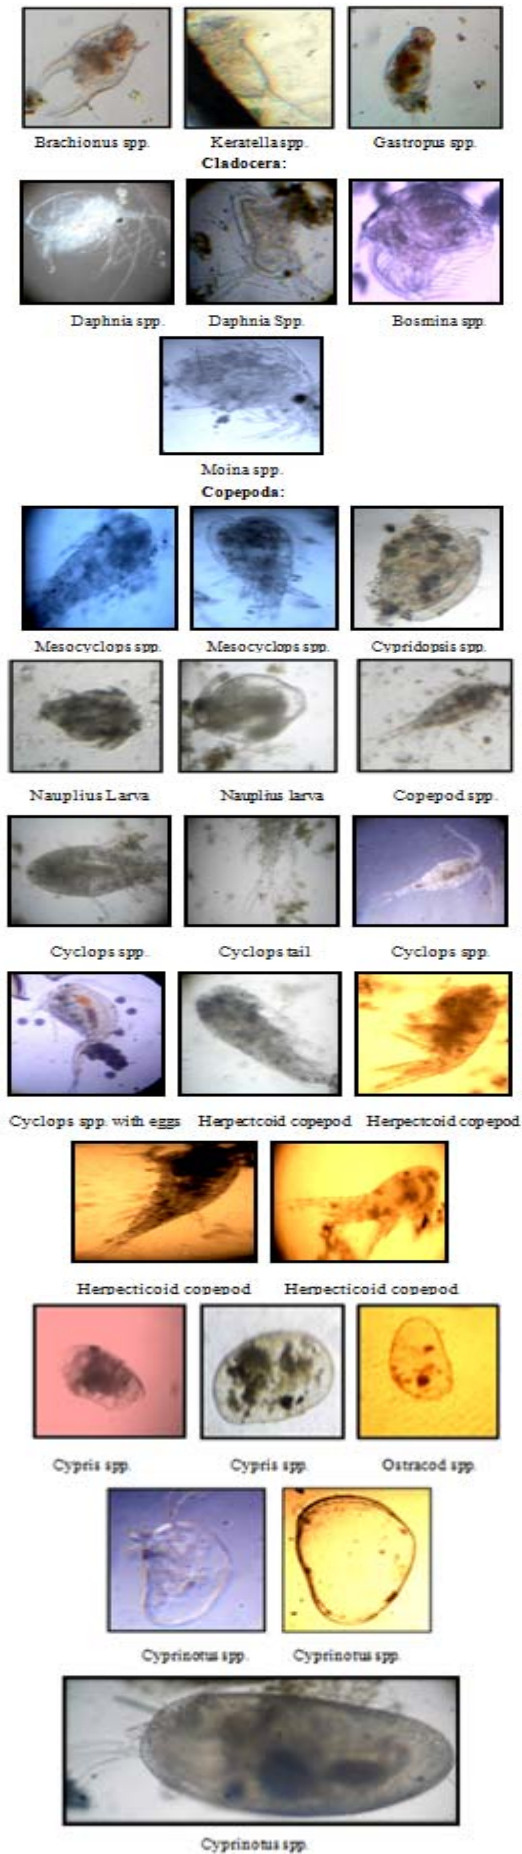 Brachionus spp. Keratella spp. Gastropus spp.
Cladocera:
Daphnia spp. Daphnia Spp. Bosmina spp.
Moina spp.
Copepoda:
Mesocyclops spp. Mesocyclops spp. Cypridopsis spp.
Nauplius Larva Nauplius larva Copepod spp.
Cyclops spp. Cyclops tail Cyclops spp.
Cyclops spp. with eggs Herpectcoid copepod Herpectcoid copepod
Herpecticoid copepod Herpecticoid copepod
Cypris spp. Cypris spp. Ostracod spp.
Cyprinotus spp. Cyprinotus spp.
Cyprinotus spp.